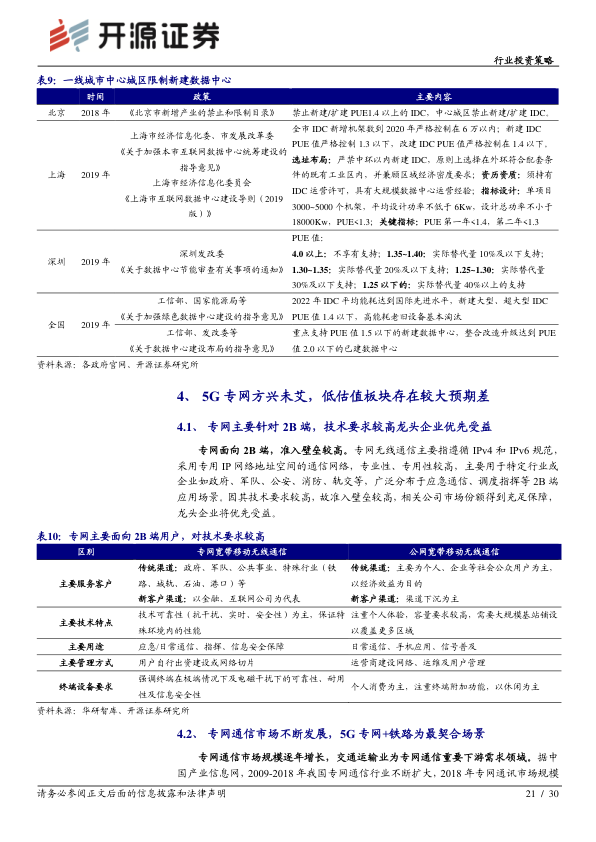 开源证券
行业投资策略
表9：一线城市中心城区限制新建数据中心
时间 政策 主要内容
北京 2018 年 《北京市新增产业的禁止和限制目录》 禁止新建/扩建 PUE1.4 以上的 IDC，中心城区禁止新建/扩建 IDC。
上海 2019 年
上海市经济信息化委、市发展改革委
《关于加强本市互联网数据中心统筹建设的
指导意见》
上海市经济信息化委员会
《上海市互联网数据中心建设导则（2019
版）》
全市 IDC 新增机架数到 2020 年严格控制在 6 万以内；新建 IDC
PUE 值严格控制 1.3 以下，改建 IDC PUE 值严格控制在 1.4 以下。
选址布局：严禁中环以内新建 IDC，原则上选择在外环符合配套条
件的既有工业区内，并兼顾区域经济密度要求；资历资质：须持有
IDC 运营许可，具有大规模数据中心运营经验；指标设计：单项目
3000~5000 个机架，平均设计功率不低于 6Kw，设计总功率不小于
18000Kw，PUE<1.3；关键指标：PUE 第一年<1.4，第二年<1.3
深圳 2019 年
深圳发改委
《关于数据中心节能审查有关事项的通知》
PUE 值：
4.0 以上：不享有支持；1.35~1.40：实际替代量 10%及以下支持；
1.30~1.35：实际替代量 20%及以下支持；1.25~1.30：实际替代量
30%及以下支持；1.25 以下的：实际替代量 40%以上的支持
全国 2019 年
工信部、国家能源局等
《关于加强绿色数据中心建设的指导意见》
2022 年 IDC 平均能耗达到国际先进水平，新建大型、超大型 IDC
PUE 值 1.4 以下，高能耗老旧设备基本淘汰
工信部、发改委等
《关于数据中心建设布局的指导意见》
重点支持 PUE 值 1.5 以下的新建数据中心，整合改造升级达到 PUE
值 2.0 以下的已建数据中心
资料来源：各政府官网、开源证券研究所
4、 5G 专网方兴未艾，低估值板块存在较大预期差
4.1、 专网主要针对 2B 端，技术要求较高龙头企业优先受益
专网面向 2B 端，准入壁垒较高。专网无线通信主要指遵循 IPv4 和 IPv6 规范，
采用专用 IP 网络地址空间的通信网络，专业性、专用性较高，主要用于特定行业或
企业如政府、军队、公安、消防、轨交等，广泛分布于应急通信、调度指挥等 2B 端
应用场景。因其技术要求较高，故准入壁垒较高，相关公司市场份额得到充足保障，
龙头企业将优先受益。
表10：专网主要面向 2B 端用户，对技术要求较高
区别 专网宽带移动无线通信 公网宽带移动无线通信
主要服务客户
传统渠道：政府、军队、公共事业、特殊行业（铁
路、城轨、石油、港口）等
新客户渠道：以金融、互联网公司为代表
传统渠道：主要为个人、企业等社会公众用户为主，
以经济效益为目的
新客户渠道：渠道下沉为主
主要技术特点
技术可靠性（抗干扰、实时、安全性）为主，保证特
殊环境内的性能
注重个人体验，容量要求较高，需要大规模基站铺设
以覆盖更多区域
主要用途 应急/日常通信、指挥、信息安全保障 日常通信、手机应用、信号普及
主要管理方式 用户自行出资建设或网络切片 运营商建设网络、运维及用户管理
终端设备要求
强调终端在极端情况下及电磁干扰下的可靠性、耐用
性及信息安全性
个人消费为主，注重终端附加功能，以休闲为主
资料来源：华研智库、开源证券研究所
4.2、 专网通信市场不断发展，5G 专网+铁路为最契合场景
专网通信市场规模逐年增长，交通运输业为专网通信重要下游需求领域。据中
国产业信息网，2009-2018 年我国专网通信行业不断扩大，2018 年专网通讯市场规模
请务必参阅正文后面的信息披露和法律声明 21 / 30